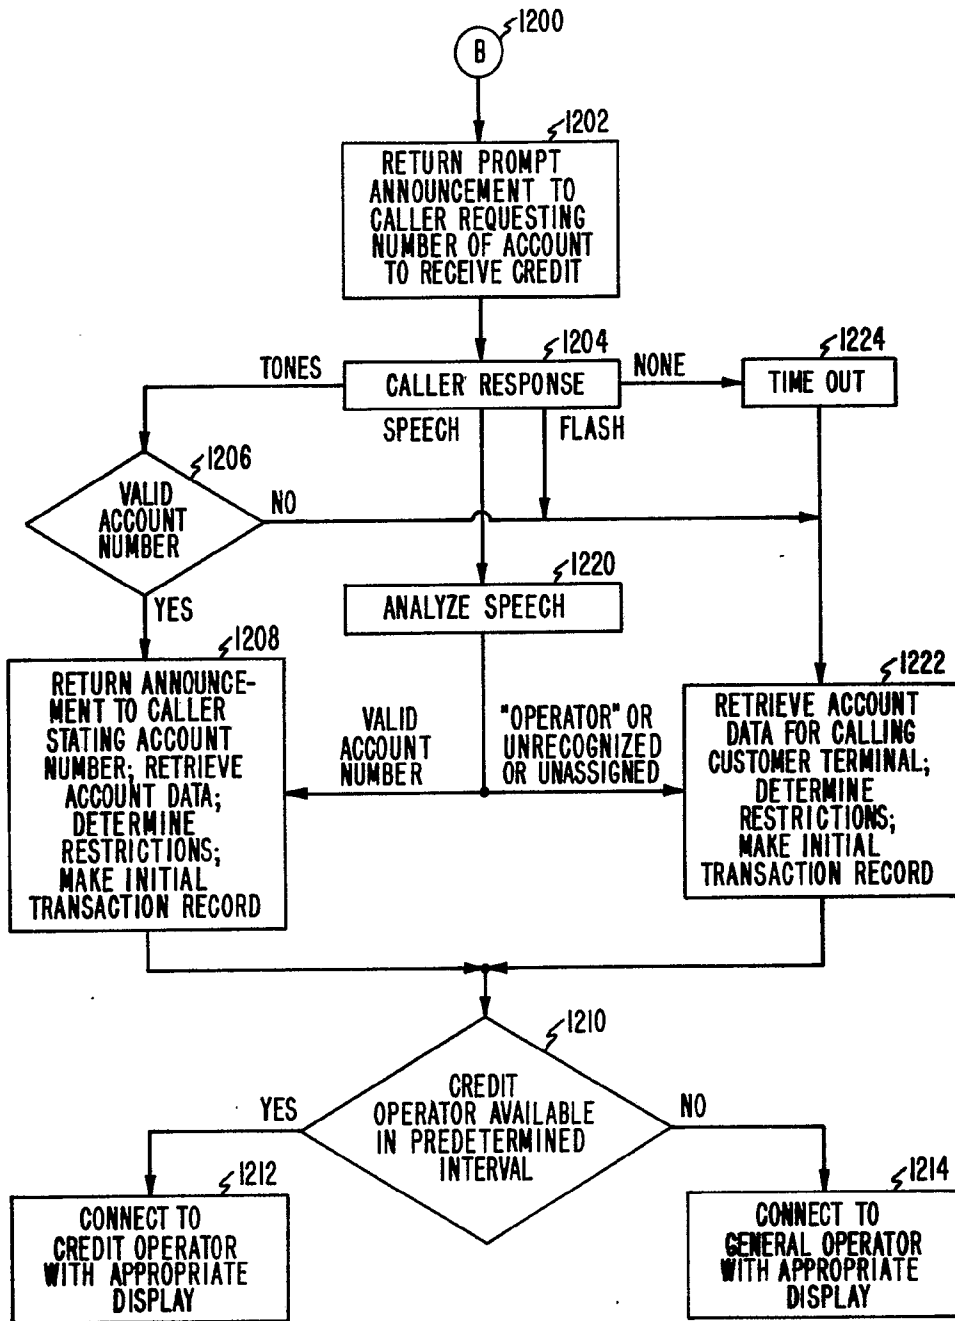 1200
B
1202
RETURN PROMPT
ANNOUNCEMENT TO
CALLER REQUESTING
NUMBER OF ACCOUNT
TO RECEIVE CREDIT
1204
CALLER RESPONSE
TONES
NONE
1224
TIME OUT
SPEECH
FLASH
1206
VALID
ACCOUNT
NUMBER
NO
YES
1220
ANALYZE SPEECH
1208
RETURN ANNOUNCE-
MENT TO CALLER
STATING ACCOUNT
NUMBER; RETRIEVE
ACCOUNT DATA;
DETERMINE
RESTRICTIONS;
MAKE INITIAL
TRANSACTION RECORD
VALID
ACCOUNT
NUMBER
"OPERATOR" OR
UNRECOGNIZED
OR UNASSIGNED
1222
RETRIEVE ACCOUNT
DATA FOR CALLING
CUSTOMER TERMINAL;
DETERMINE
RESTRICTIONS;
MAKE INITIAL
TRANSACTION RECORD
1210
CREDIT
OPERATOR AVAILABLE
IN PREDETERMINED
INTERVAL
YES
NO
1212
CONNECT TO
CREDIT OPERATOR
WITH APPROPRIATE
DISPLAY
1214
CONNECT TO
GENERAL OPERATOR
WITH APPROPRIATE
DISPLAY